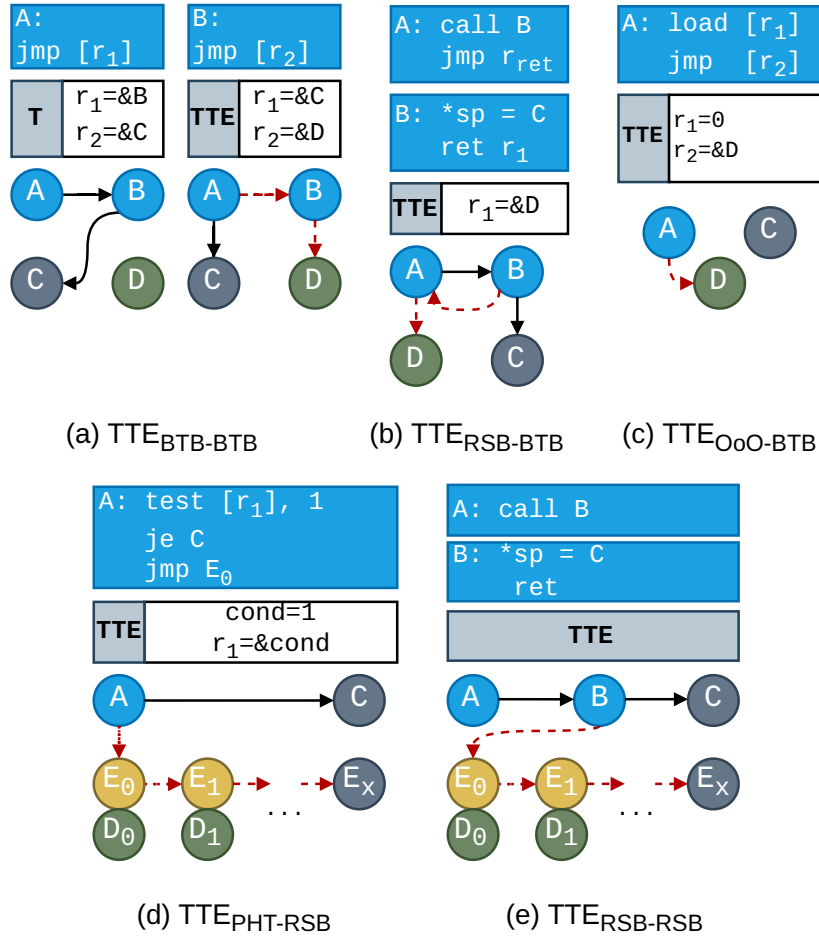 A:
jmp [r1]
B:
jmp [r2]
T
r1=&B
r2=&C
TTE
r1=&C
r2=&D
A
B
A
B
C
D
C
D
(a) TTEBTB-BTB
A: call B
jmp rret
B: *sp = C
ret r1
TTE
r1=&D
A
B
D
C
(b) TTERSB-BTB
A: load [r1]
jmp [r2]
TTE
r1=0
r2=&D
A
C
D
(c) TTEOoO-BTB
A: test [r1], 1
je C
jmp E0
TTE
cond=1
r1=&cond
A
C
E0
E1
...
Ex
D0
D1
(d) TTEPHT-RSB
A: call B
B: *sp = C
ret
TTE
A
B
C
E0
E1
...
Ex
D0
D1
(e) TTERSB-RSB